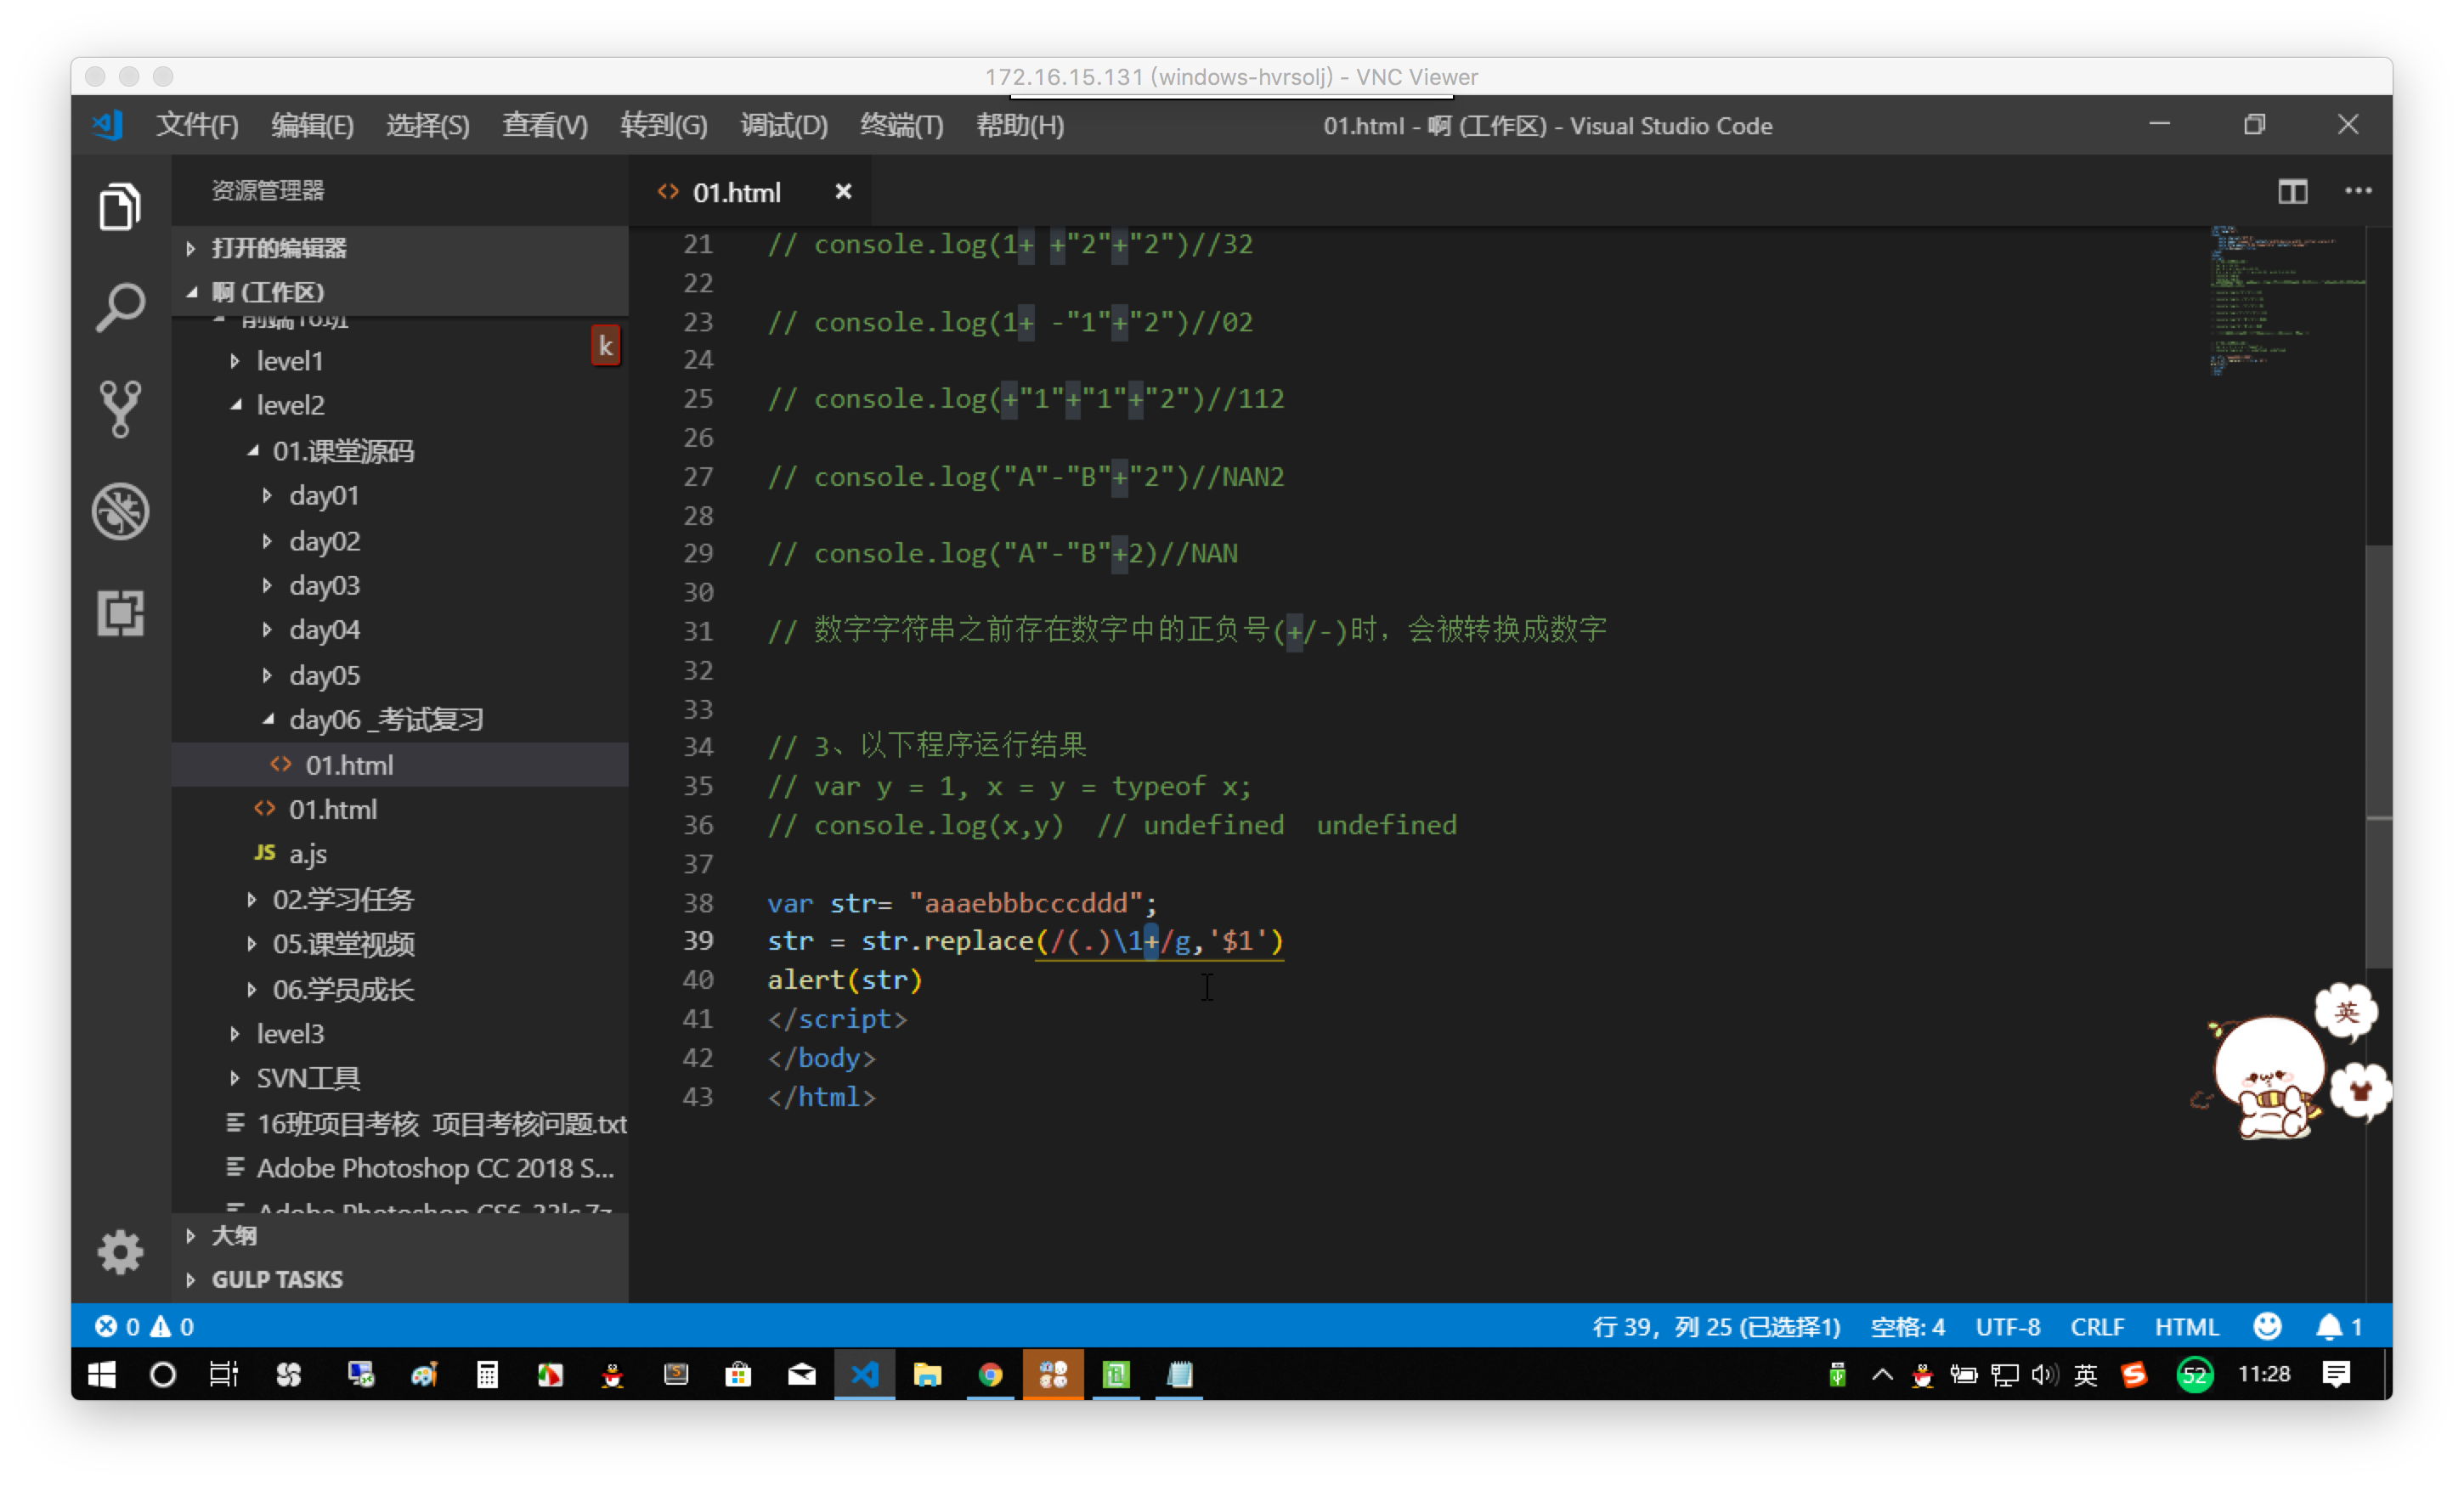 172.16.15.131 (windows-hvrsolj) - VNC Viewer
文件(F) 编辑(E) 选择(S) 查看(V) 转到(G) 调试(D) 终端(T) 帮助(H) 01.html - 啊 (工作区) - Visual Studio Code
资源管理器
打开的编辑器
啊 (工作区)
前端16班
k
level1
level2
01.课堂源码
day01
day02
day03
day04
day05
day06 _考试复习
01.html
01.html
JS a.js
02.学习任务
05.课堂视频
06.学员成长
level3
SVN工具
16班项目考核 项目考核问题.txt
Adobe Photoshop CC 2018 S...
大纲
GULP TASKS
01.html
21 // console.log(1+ +"2"+"2")//32
22
23 // console.log(1+ -"1"+"2")//02
24
25 // console.log(+"1"+"1"+"2")//112
26
27 // console.log("A"-"B"+"2")//NAN2
28
29 // console.log("A"-"B"+2)//NAN
30
31 // 数字字符串之前存在数字中的正负号(+/-)时，会被转换成数字
32
33
34 // 3、以下程序运行结果
35 // var y = 1, x = y = typeof x;
36 // console.log(x,y)  // undefined  undefined
37
38 var str= "aaaebbbcccddd";
39 str = str.replace(/(.)\1+/g,'$1')
40 alert(str)
41 </script>
42 </body>
43 </html>
英
0 0 行 39，列 25 (已选择1) 空格: 4 UTF-8 CRLF HTML 1
英 52 11:28